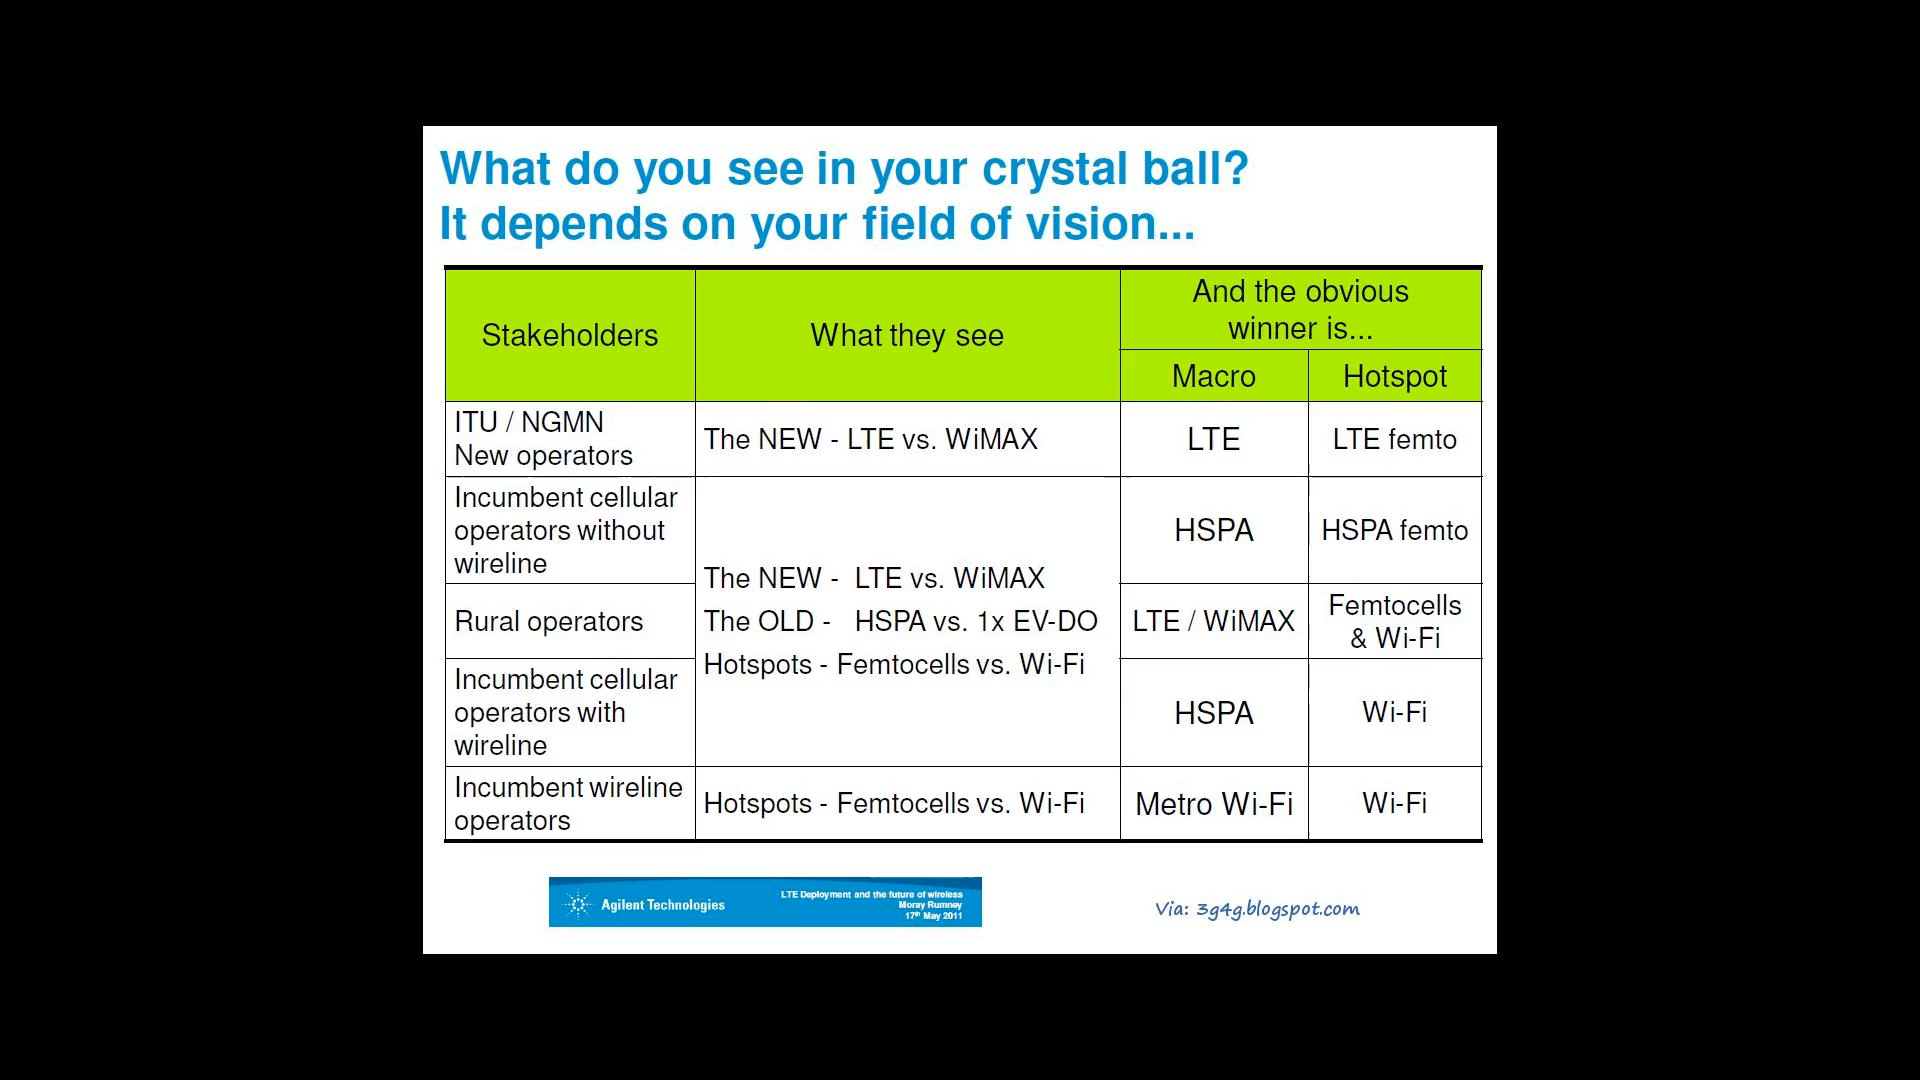 What do you see in your crystal ball?
It depends on your field of vision...
Stakeholders
What they see
And the obvious
winner is...
Macro
Hotspot
ITU / NGMN
New operators
The NEW - LTE vs. WiMAX
LTE
LTE femto
Incumbent cellular
operators without
wireline
The NEW - LTE vs. WiMAX
The OLD - HSPA vs. 1x EV-DO
Hotspots - Femtocells vs. Wi-Fi
HSPA
HSPA femto
Rural operators
LTE / WiMAX
Femtocells
& Wi-Fi
Incumbent cellular
operators with
wireline
HSPA
Wi-Fi
Incumbent wireline
operators
Hotspots - Femtocells vs. Wi-Fi
Metro Wi-Fi
Wi-Fi
Agilent Technologies
LTE Deployment and the future of wireless
Moray Rumney
17th May 2011
Via: 3g4g.blogspot.com